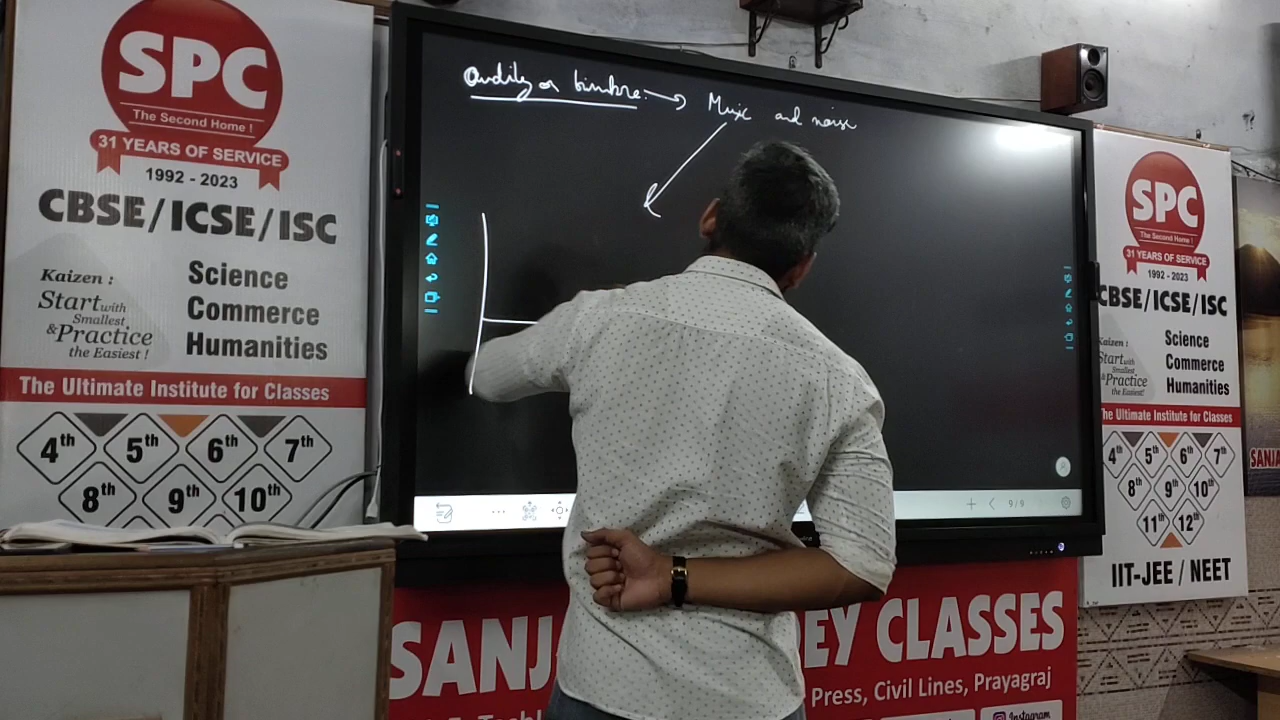 SPC
The Second Home !
31 YEARS OF SERVICE
1992 - 2023
CBSE/ICSE/ISC
Kaizen :
Start with
Smallest
& Practice
the Easiest !
Science
Commerce
Humanities
The Ultimate Institute for Classes
4th 5th 6th 7th
8th 9th 10th
Quality or timbre → Music and noise
9/9
SANJ
EY CLASSES
Press, Civil Lines, Prayagraj
Instagram
SPC
The Second Home !
31 YEARS OF SERVICE
1992 - 2023
CBSE/ICSE/ISC
Kaizen :
Start with
Smallest
& Practice
the Easiest!
Science
Commerce
Humanities
The Ultimate Institute for Classes
4th 5th 6th 7th
8th 9th 10th
11th 12th
IIT-JEE / NEET
SANJA